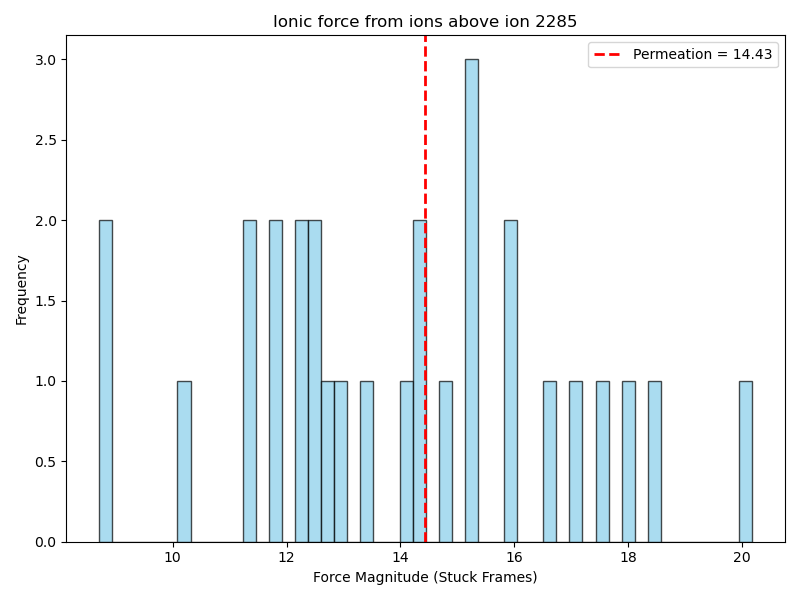 Ionic force from ions above ion 2285
Permeation = 14.43
3.0
2.5
2.0
1.5
1.0
0.5
0.0
Frequency
10 12 14 16 18 20
Force Magnitude (Stuck Frames)